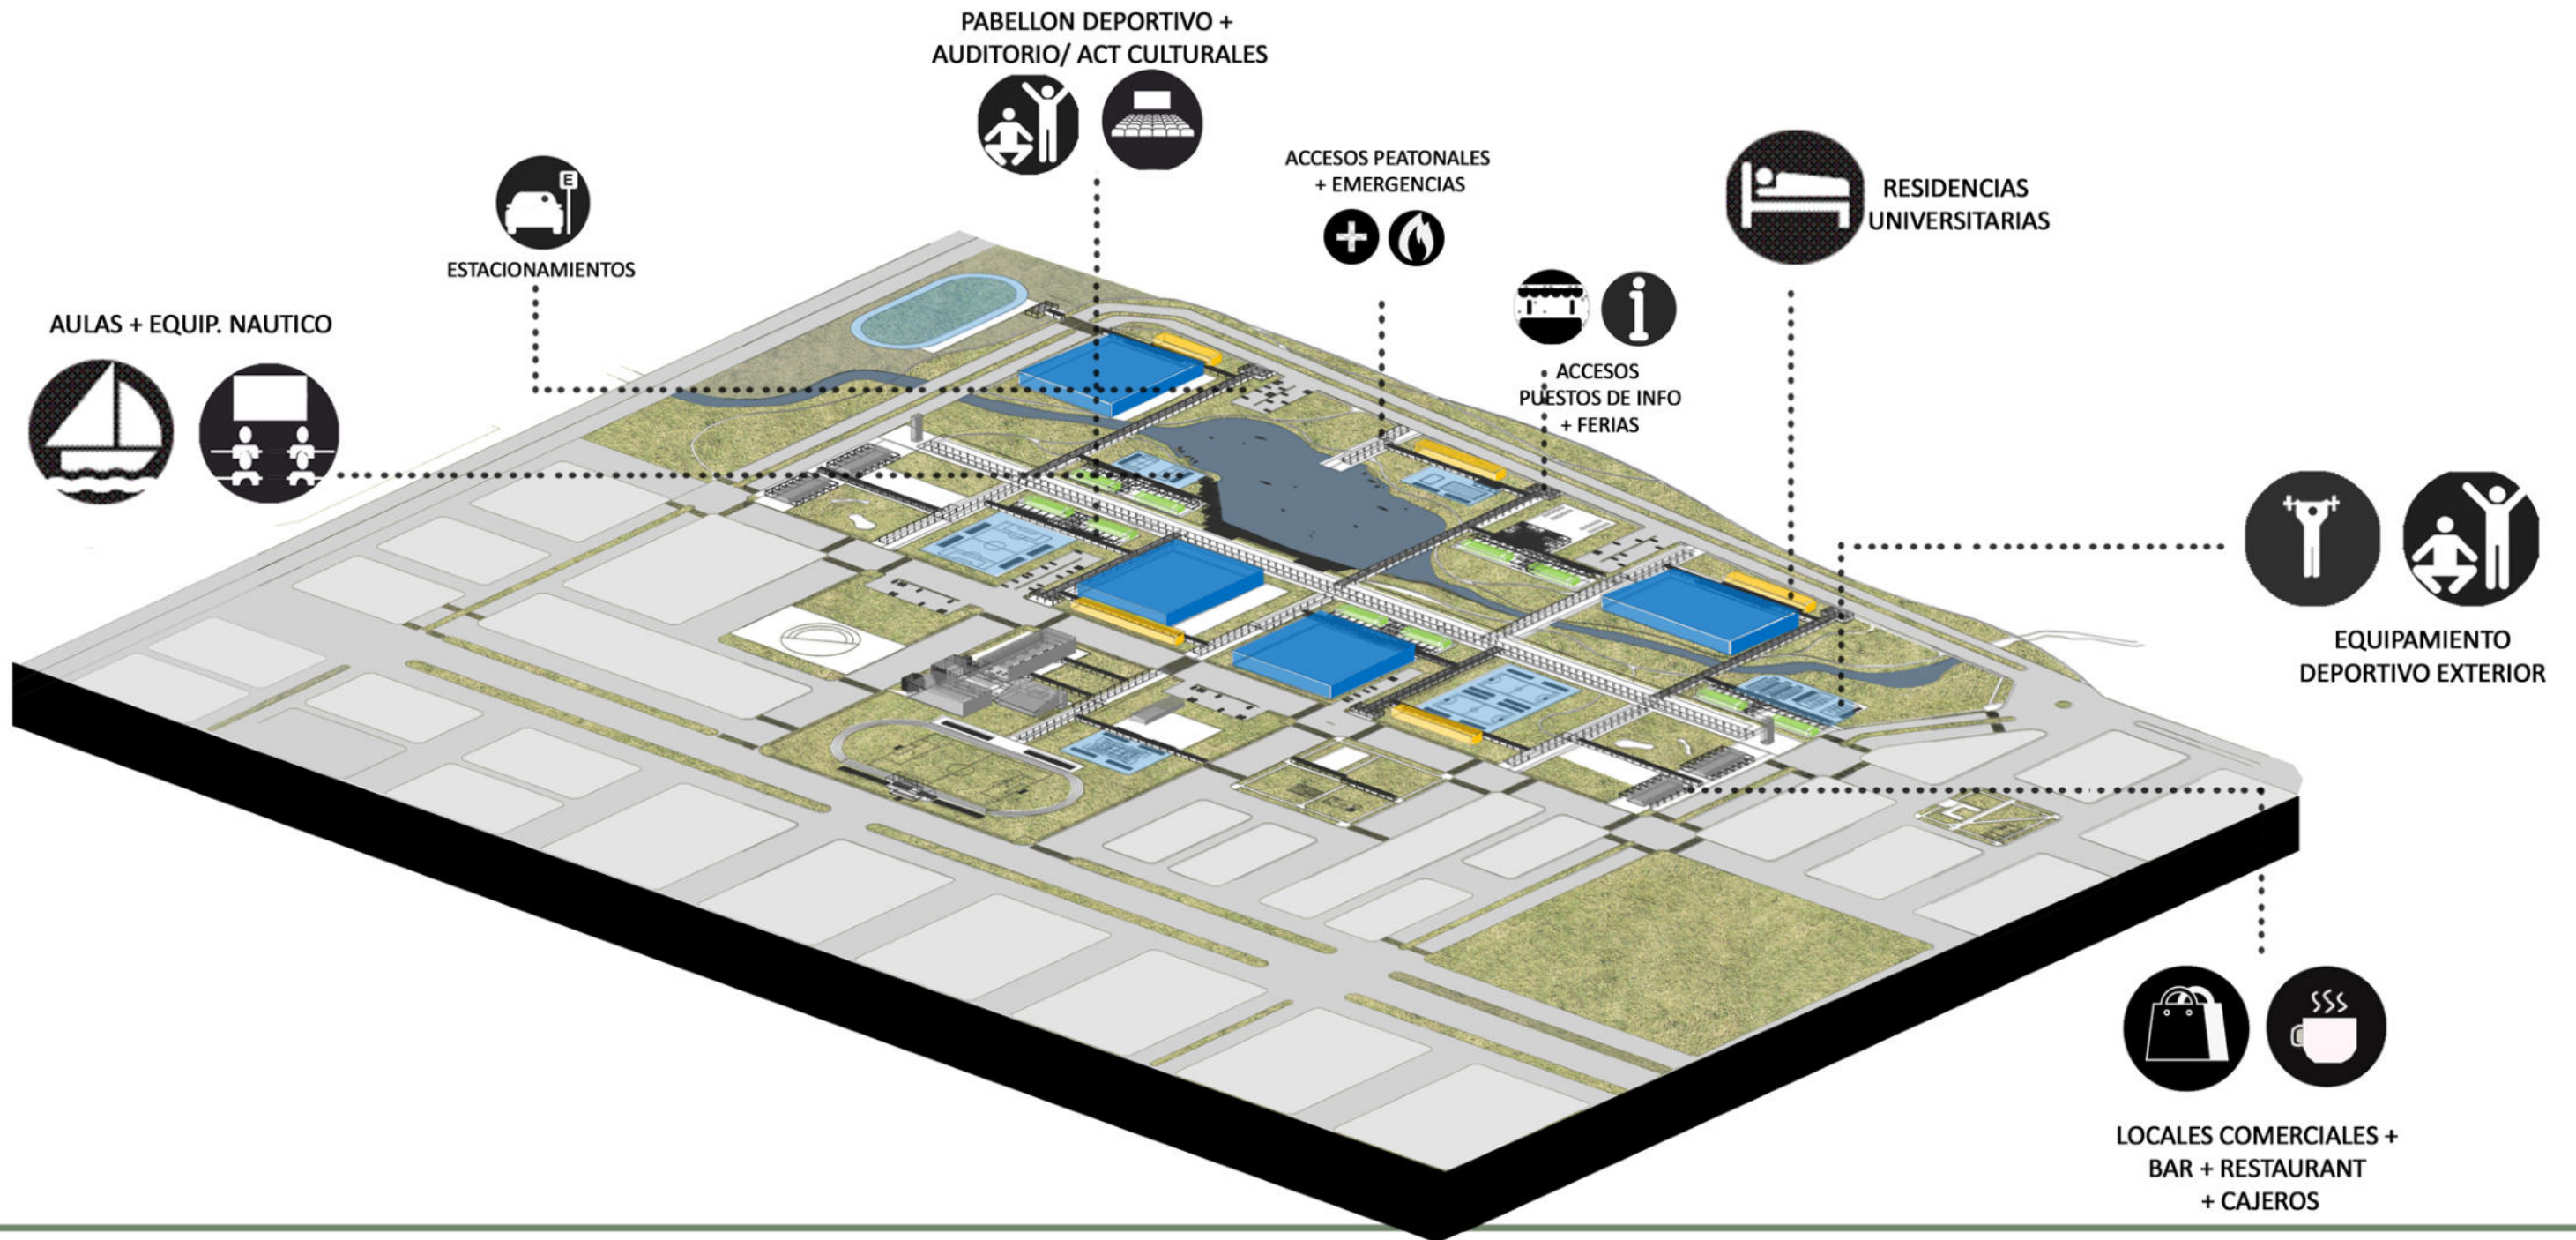 PABELLON DEPORTIVO +
AUDITORIO/ ACT CULTURALES
ACCESOS PEATONALES
+ EMERGENCIAS
RESIDENCIAS
UNIVERSITARIAS
E
ESTACIONAMIENTOS
AULAS + EQUIP. NAUTICO
ACCESOS
PUESTOS DE INFO
+ FERIAS
EQUIPAMIENTO
DEPORTIVO EXTERIOR
LOCALES COMERCIALES +
BAR + RESTAURANT
+ CAJEROS